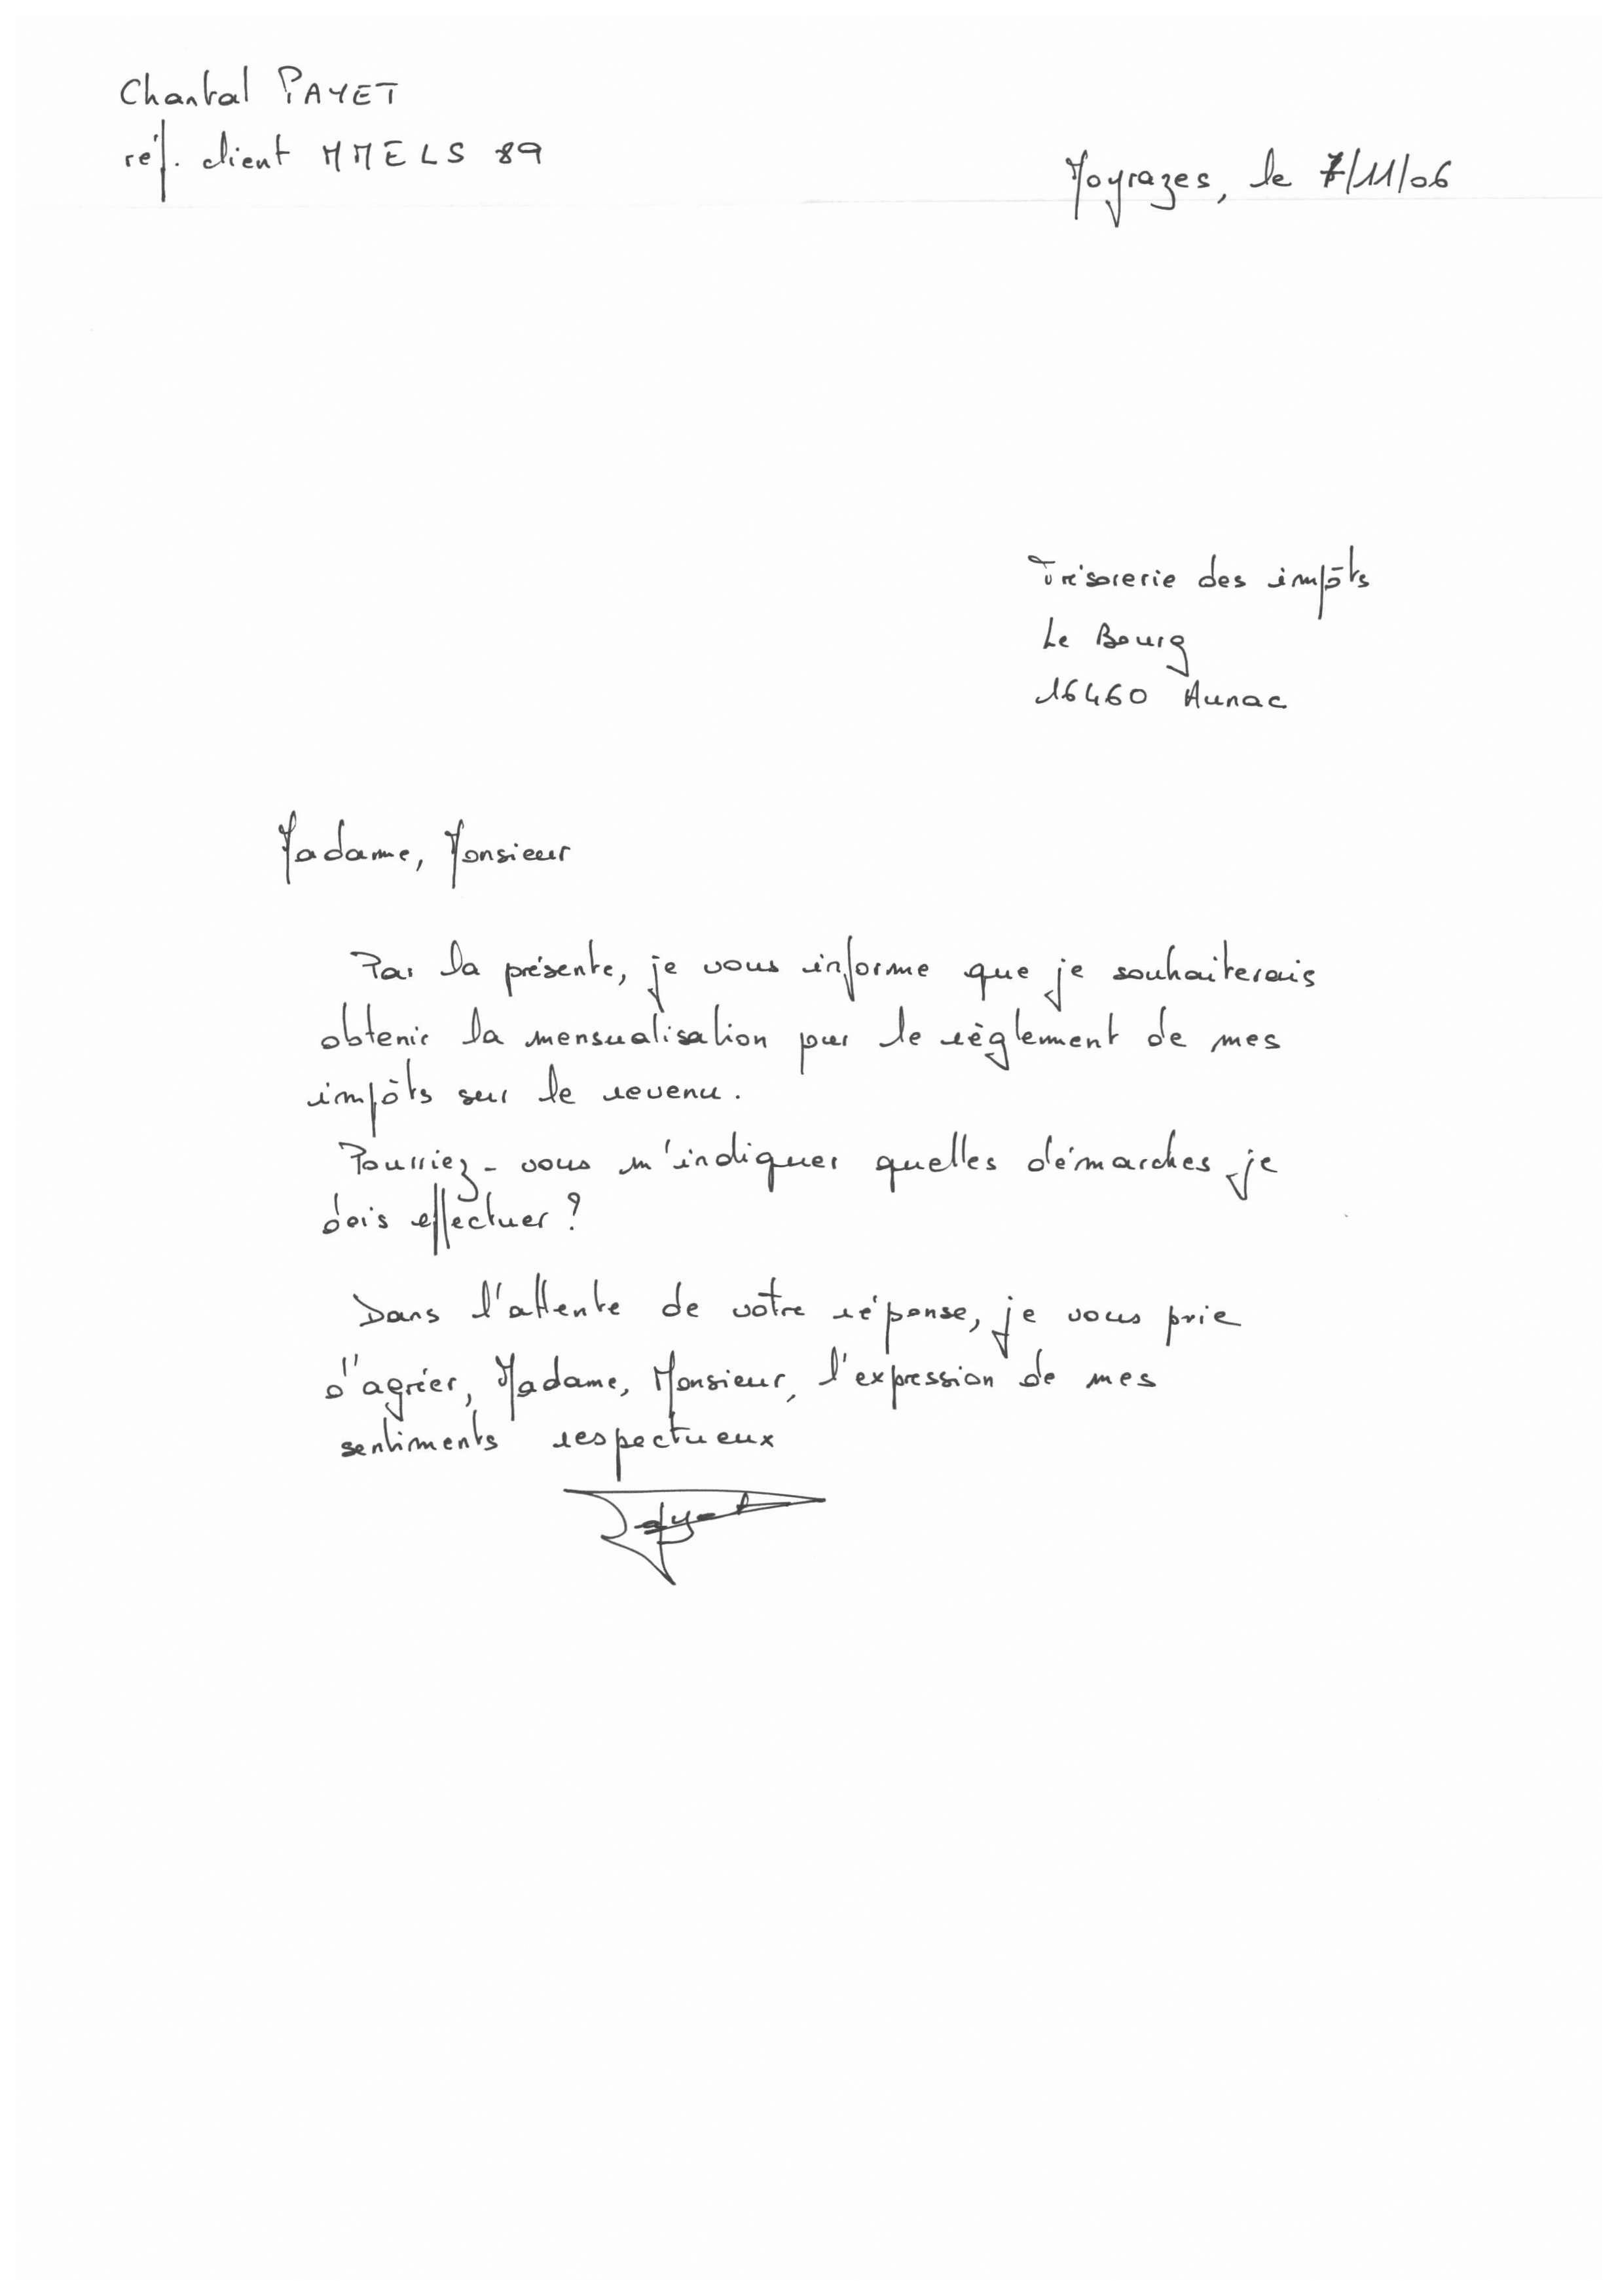 Chantal PAYET
réf. client MMELS 89
Moyrazes, le 7/11/06
Trésorerie des impôts
Le Bourg
16460 Aunac
Madame, Monsieur
Par la présente, je vous informe que je souhaiterais
obtenir la mensualisation pour le règlement de mes
impôts sur le revenu.
Pourriez-vous m'indiquer quelles démarches je
dois effectuer ?
Dans l'attente de votre réponse, je vous prie
d'agréer, Madame, Monsieur, l'expression de mes
sentiments respectueux
Payet